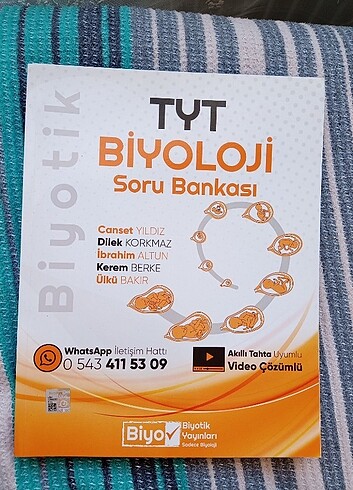 Biyotik
TYT
BİYOLOJİ
Soru Bankası
Canset YILDIZ
Dilek KORKMAZ
İbrahim ALTUN
Kerem BERKE
Ülkü BAKIR
WhatsApp İletişim Hattı
0 543 411 53 09
Akıllı Tahta Uyumlu
Video Çözümlü
Biyo
Biyotik
Yayınları
Sadece Biyoloji